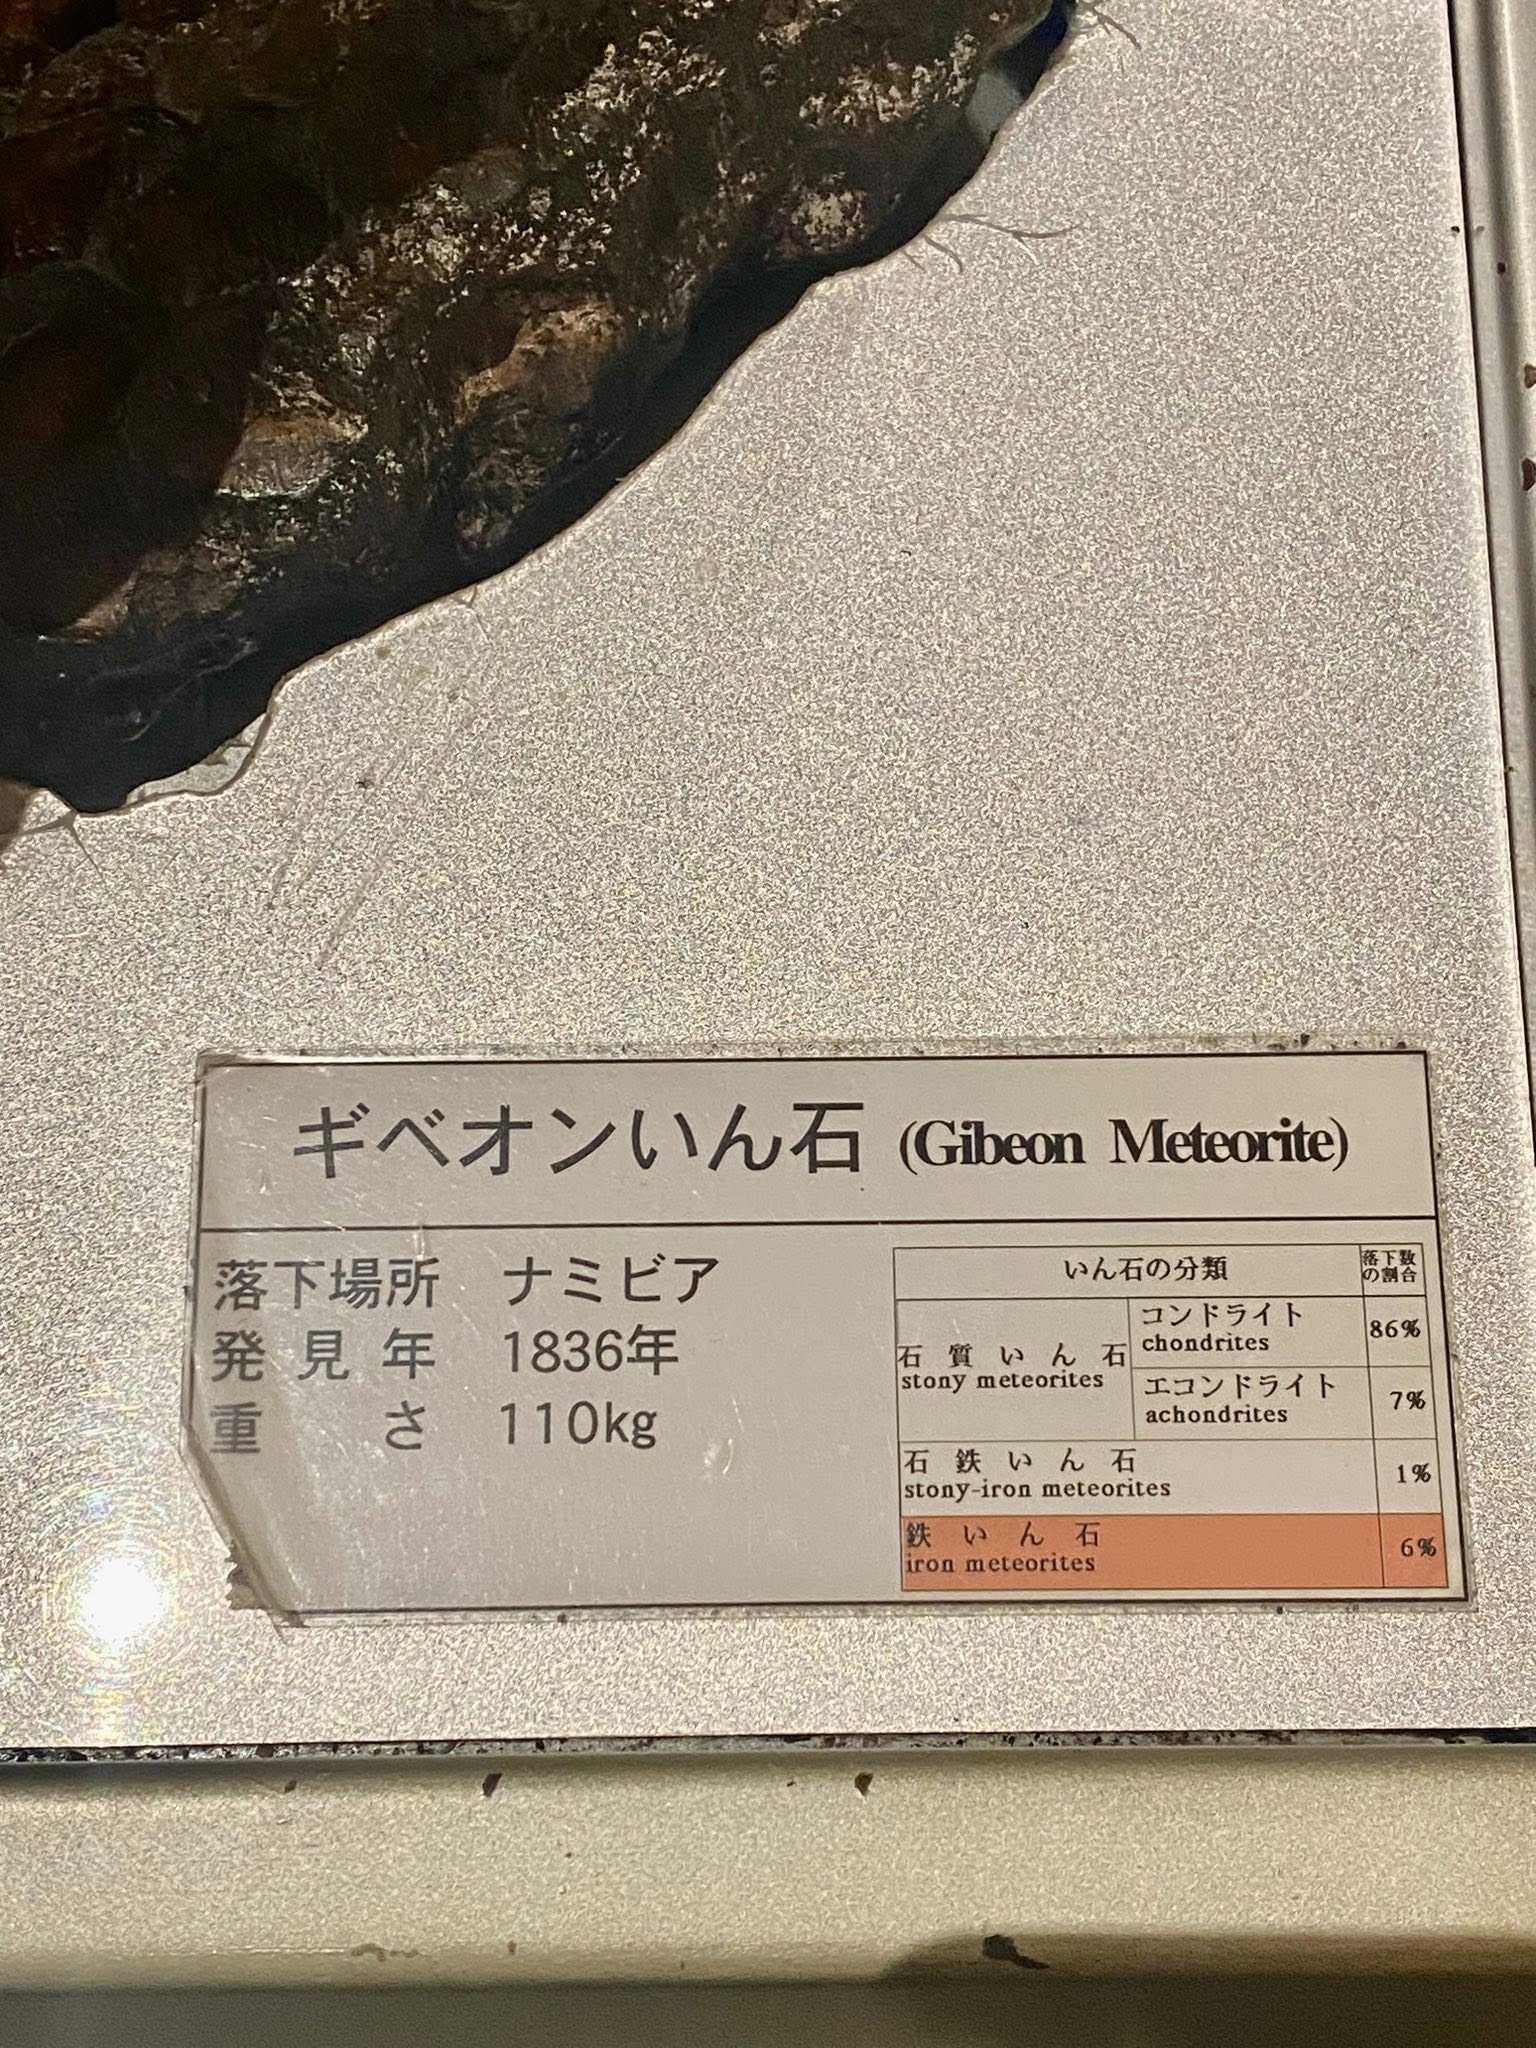 ギベオンいん石 (Gibeon Meteorite)
落下場所 ナミビア
発見年 1836年
重さ 110kg
いん石の分類 落下数の割合
石質いん石 stony meteorites
コンドライト chondrites 86%
エコンドライト achondrites 7%
石鉄いん石 stony-iron meteorites 1%
鉄いん石 iron meteorites 6%